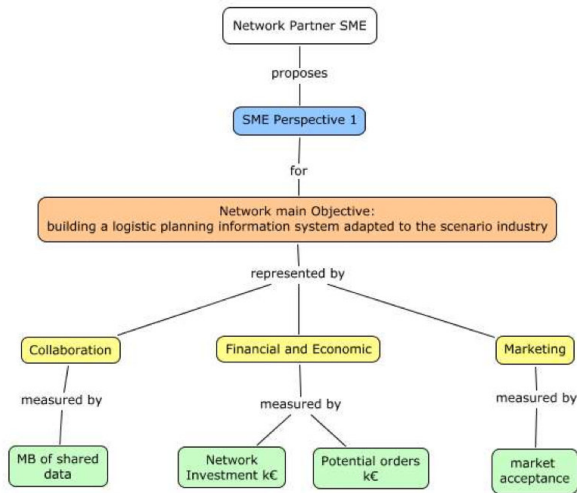 Network Partner SME
proposes
SME Perspective 1
for
Network main Objective:
building a logistic planning information system adapted to the scenario industry
represented by
Collaboration
Financial and Economic
Marketing
measured by
measured by
measured by
MB of shared
data
Network
Investment k€
Potential orders
k€
market
acceptance